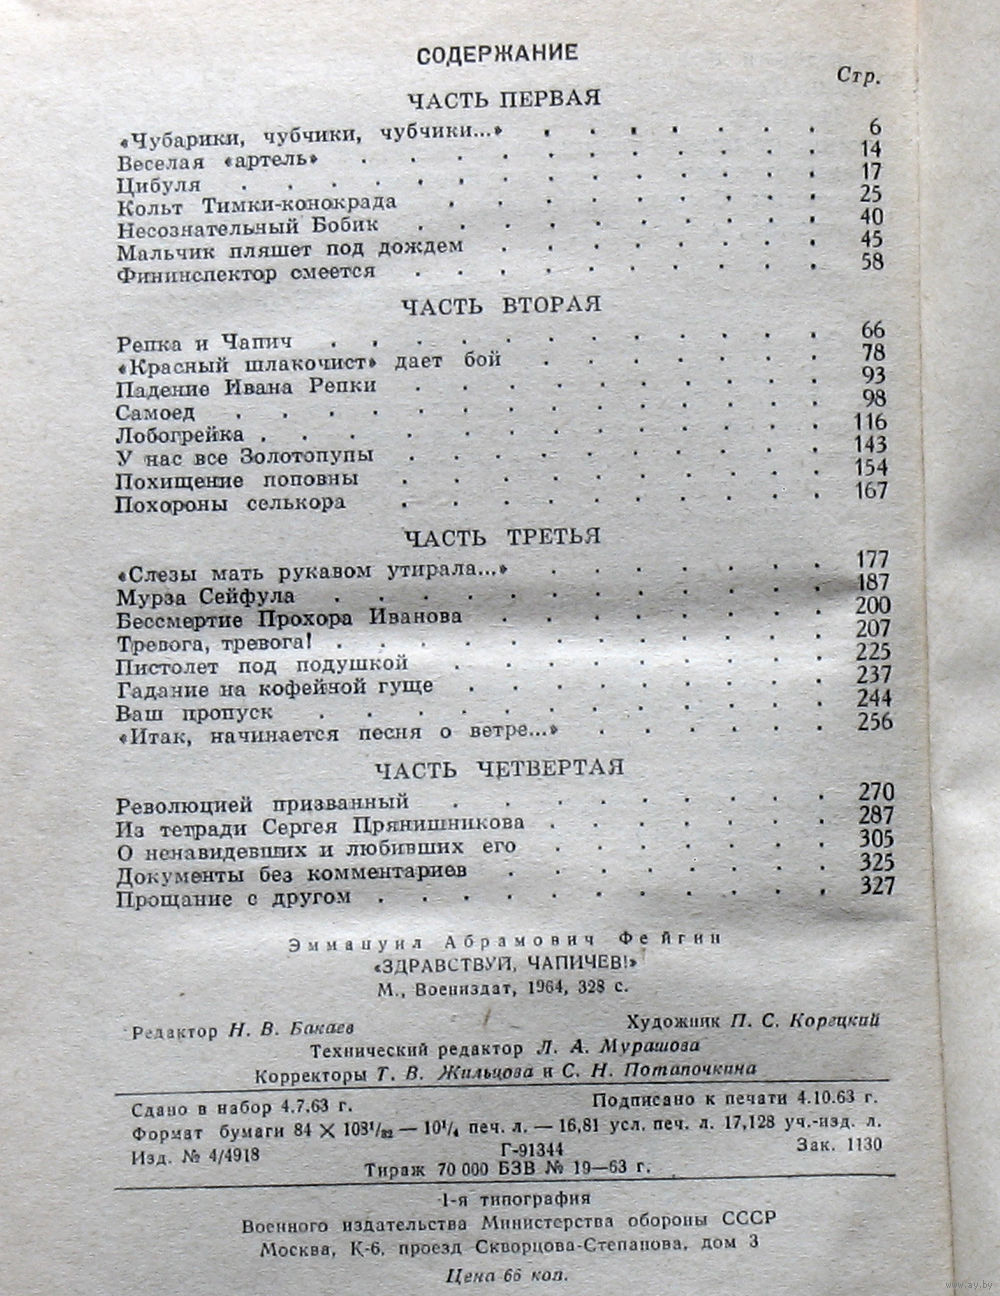 СОДЕРЖАНИЕ
Стр.
ЧАСТЬ ПЕРВАЯ
«Чубарики, чубчики, чубчики...» . . . . . . . 6
Веселая «артель» . . . . . . . . . . . 14
Цибуля . . . . . . . . . . . . . 17
Кольт Тимки-конокрада . . . . . . . . . 25
Несознательный Бобик . . . . . . . . . 40
Мальчик пляшет под дождем . . . . . . . . 45
Фининспектор смеется . . . . . . . . . . 58
ЧАСТЬ ВТОРАЯ
Репка и Чапич . . . . . . . . . . . 66
«Красный шлакочист» дает бой . . . . . . . 78
Падение Ивана Репки . . . . . . . . . . 93
Самоед . . . . . . . . . . . . . 98
Лобогрейка . . . . . . . . . . . . 116
У нас все Золотопупы . . . . . . . . . . 143
Похищение поповны . . . . . . . . . . 154
Похороны селькора . . . . . . . . . . 167
ЧАСТЬ ТРЕТЬЯ
«Слезы мать рукавом утирала...» . . . . . . . 177
Мурза Сейфула . . . . . . . . . . . 187
Бессмертие Прохора Иванова . . . . . . . . 200
Тревога, тревога! . . . . . . . . . . . 207
Пистолет под подушкой . . . . . . . . . 225
Гадание на кофейной гуще . . . . . . . . . 237
Ваш пропуск . . . . . . . . . . . . 244
«Итак, начинается песня о ветре...» . . . . . . 256
ЧАСТЬ ЧЕТВЕРТАЯ
Революцией призванный . . . . . . . . . 270
Из тетради Сергея Прянишникова . . . . . . . 287
О ненавидевших и любивших его . . . . . . . 305
Документы без комментариев . . . . . . . . 325
Прощание с другом . . . . . . . . . . . 327
Эммануил Абрамович Фейгин
«ЗДРАВСТВУЙ, ЧАПИЧЕВ!»
М., Воениздат, 1964, 328 с.
Редактор Н. В. Бакаев Художник П. С. Корецкий
Технический редактор Л. А. Мурашова
Корректоры Т. В. Жильцова и С. Н. Потапочкина
Сдано в набор 4.7.63 г. Подписано к печати 4.10.63 г.
Формат бумаги 84 × 108¹/₃₂ — 10¹/₄ печ. л. — 16,81 усл. печ. л. 17,128 уч.-изд. л.
Изд. № 4/4918 Г-91344 Зак. 1130
Тираж 70 000 БЗВ № 19—63 г.
1-я типография
Военного издательства Министерства обороны СССР
Москва, К-6, проезд Скворцова-Степанова, дом 3
Цена 66 коп.
www.ay.by